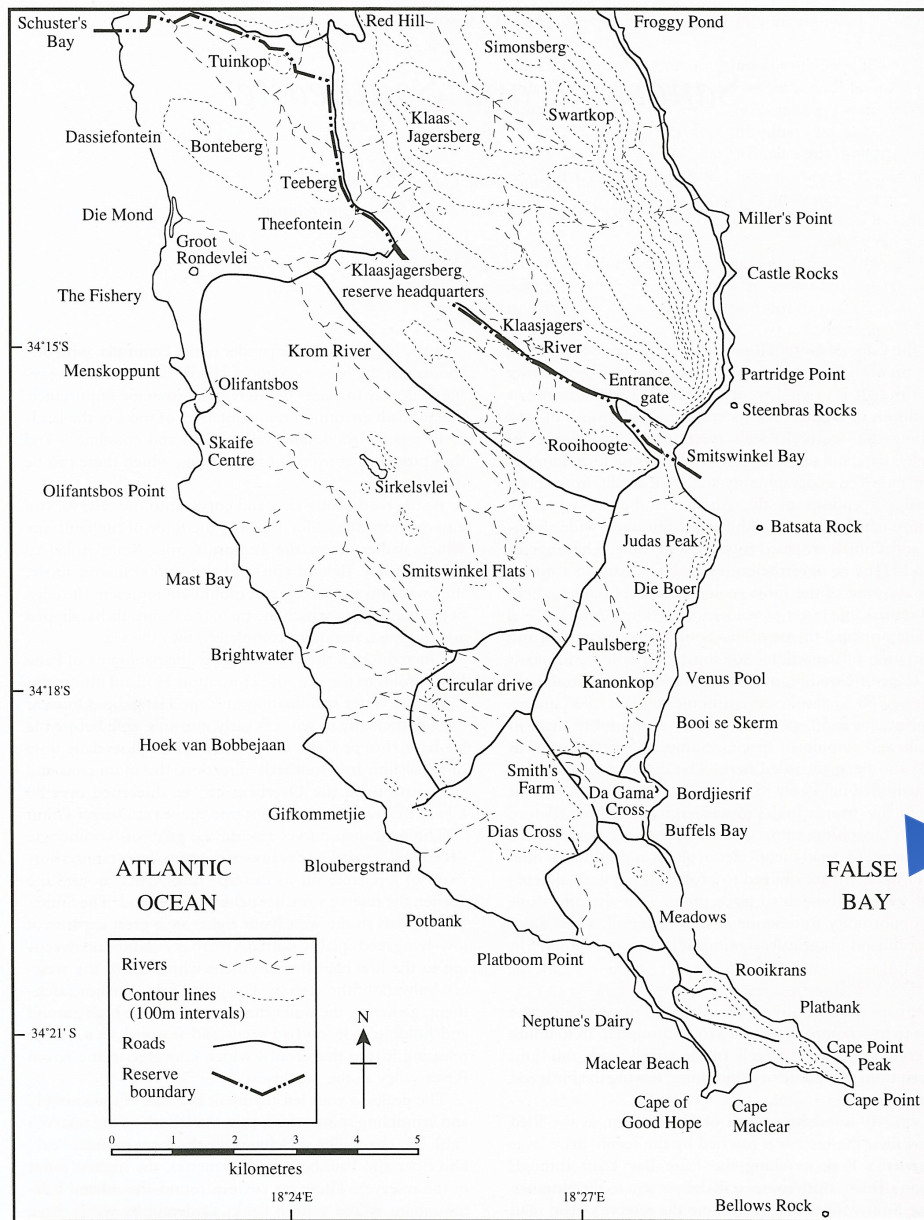 Schuster's
Bay
Red Hill
Froggy Pond
Tuinkop
Simonsberg
Klaas
Jagersberg
Swartkop
Dassiefontein
Bonteberg
Teeberg
Die Mond
Theefontein
Miller's Point
Groot
Rondevlei
Klaasjagersberg
reserve headquarters
Castle Rocks
The Fishery
Klaasjagers
River
34°15'S
Krom River
Menskoppunt
Olifantsbos
Entrance
gate
Partridge Point
Steenbras Rocks
Skaife
Centre
Rooihoogte
Smitswinkel Bay
Sirkelsvlei
Olifantsbos Point
Batsata Rock
Judas Peak
Mast Bay
Smitswinkel Flats
Die Boer
Brightwater
Paulsberg
34°18'S
Circular drive
Kanonkop
Venus Pool
Booi se Skerm
Hoek van Bobbejaan
Smith's
Farm
Da Gama
Cross
Bordjiesrif
Gifkommetjie
Dias Cross
Buffels Bay
Bloubergstrand
ATLANTIC
OCEAN
FALSE
BAY
Potbank
Meadows
Platboom Point
Rooikrans
Platbank
Neptune's Dairy
34°21' S
Cape Point
Peak
Maclear Beach
Cape Point
Cape of
Good Hope
Cape
Maclear
Rivers
Contour lines
(100m intervals)
Roads
Reserve
boundary
N
0 1 2 3 4 5
kilometres
18°24'E
18°27'E
Bellows Rock